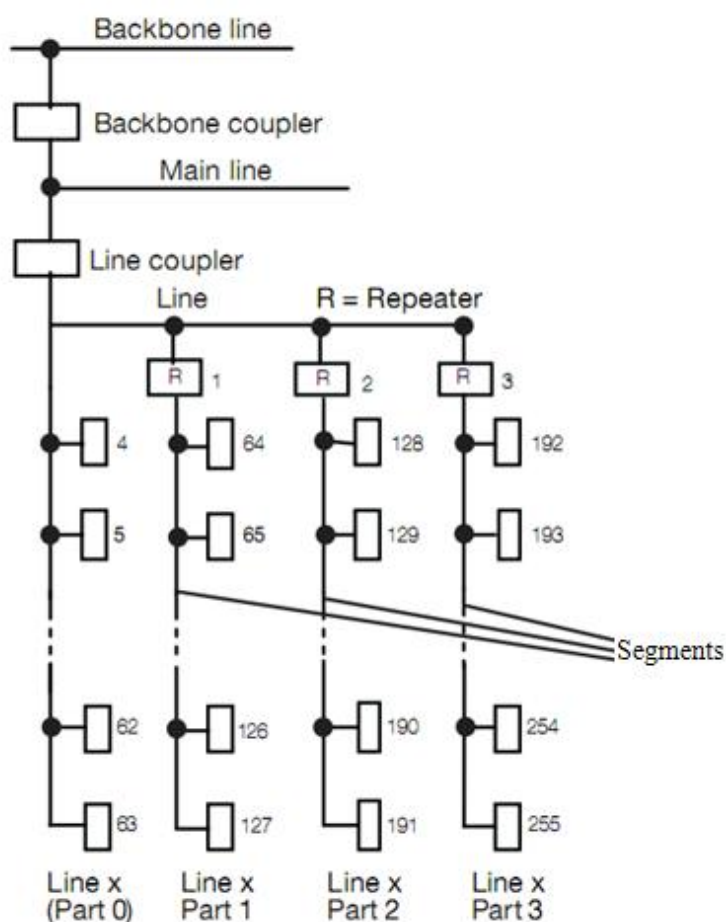 Backbone line
Backbone coupler
Main line
Line coupler
Line R = Repeater
R 1 R 2 R 3
4 64 128 192
5 65 129 193
Segments
62 126 190 254
63 127 191 255
Line x Line x Line x Line x
(Part 0) Part 1 Part 2 Part 3